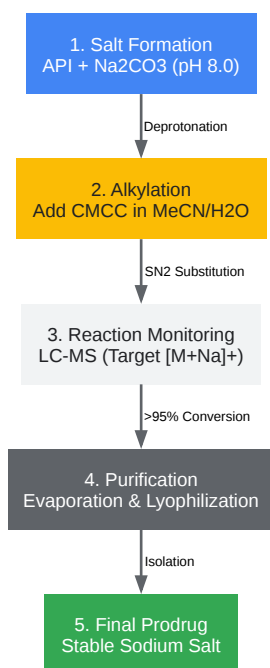 1. Salt Formation
API + Na2CO3 (pH 8.0)
Deprotonation
2. Alkylation
Add CMCC in MeCN/H2O
SN2 Substitution
3. Reaction Monitoring
LC-MS (Target [M+Na]+)
>95% Conversion
4. Purification
Evaporation & Lyophilization
Isolation
5. Final Prodrug
Stable Sodium Salt